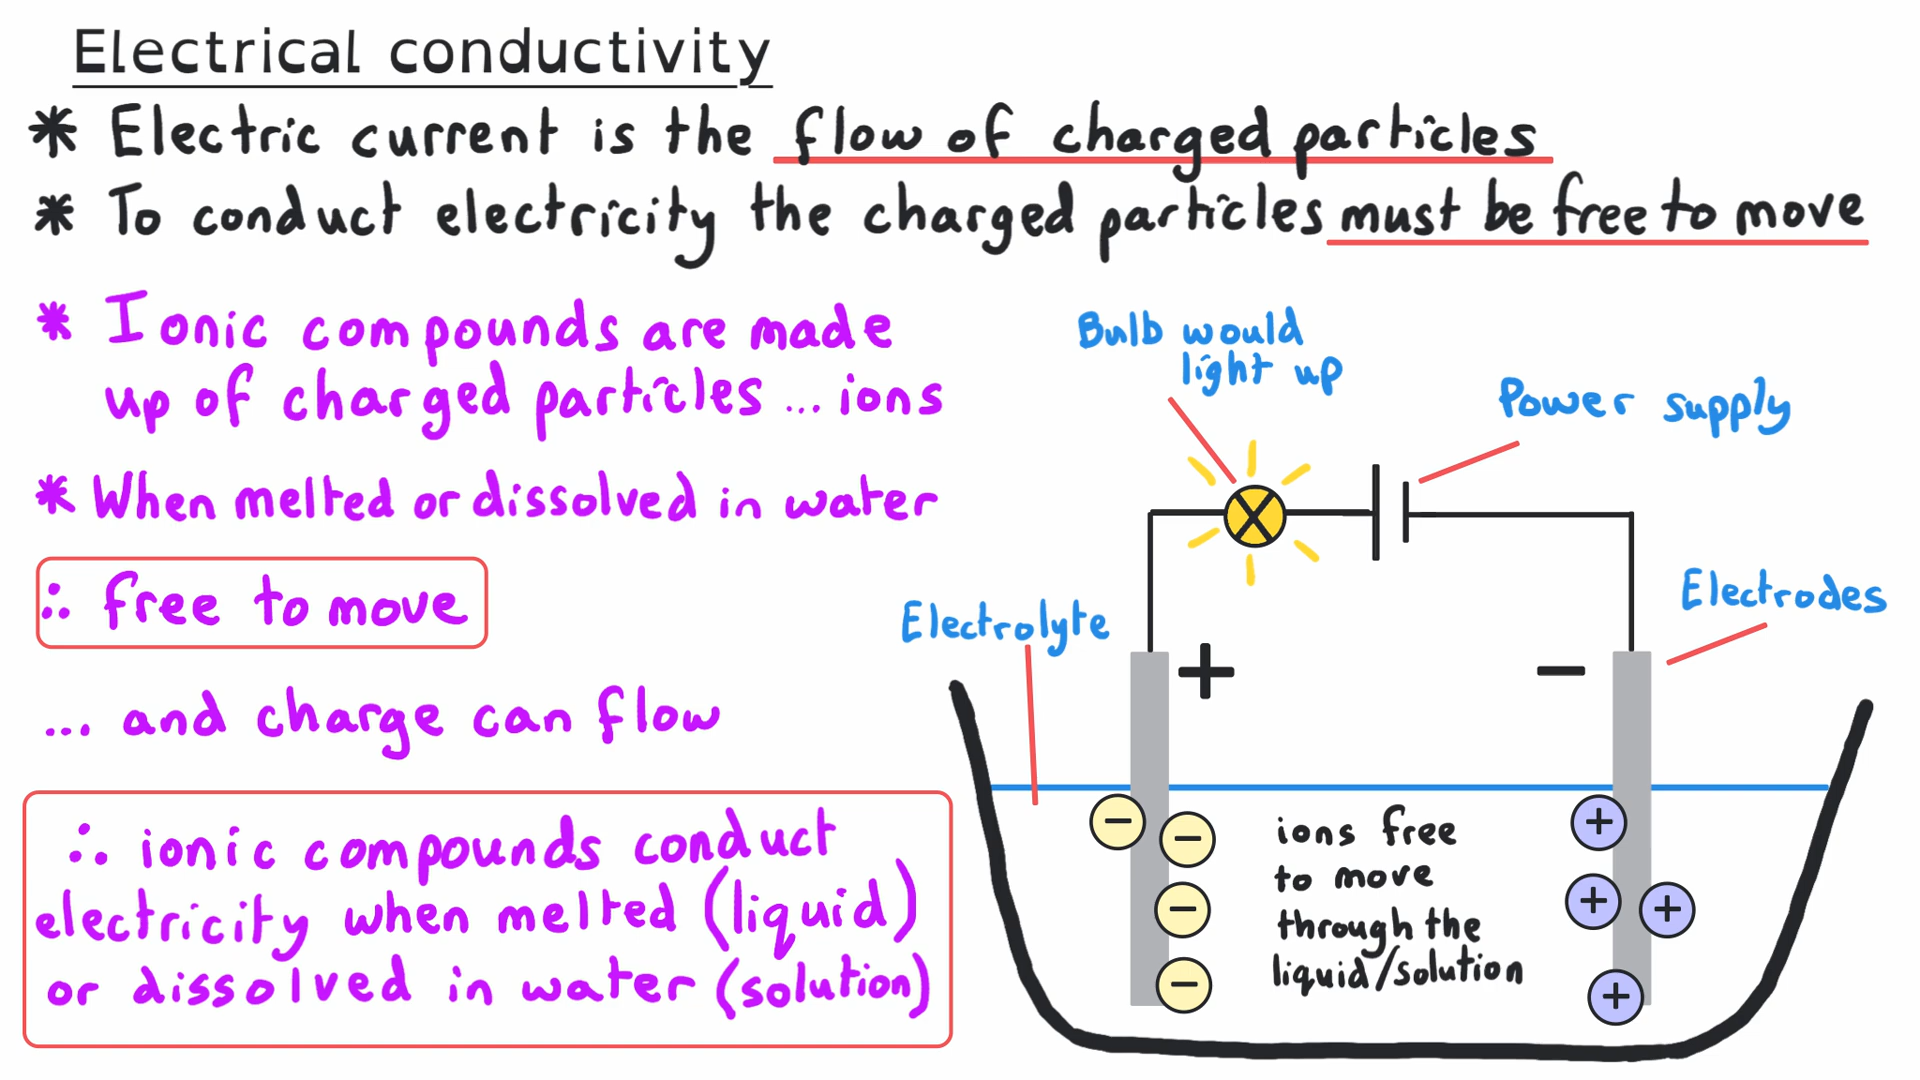 Electrical conductivity
* Electric current is the flow of charged particles
* To conduct electricity the charged particles must be free to move
* Ionic compounds are made
up of charged particles ... ions
* When melted or dissolved in water
∴ free to move
... and charge can flow
∴ ionic compounds conduct
electricity when melted (liquid)
or dissolved in water (solution)
Bulb would
light up
Power supply
Electrolyte
Electrodes
+
−
− − − −
ions free
to move
through the
liquid/solution
+ + + +